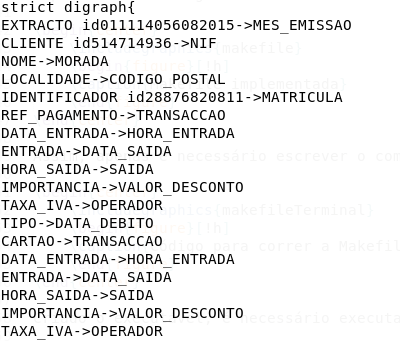 strict digraph{
EXTRACTO id011114056082015->MES_EMISSAO
CLIENTE id514714936->NIF
NOME->MORADA
LOCALIDADE->CODIGO_POSTAL
IDENTIFICADOR id28876820811->MATRICULA
REF_PAGAMENTO->TRANSACCAO
DATA_ENTRADA->HORA_ENTRADA
ENTRADA->DATA_SAIDA
HORA_SAIDA->SAIDA
IMPORTANCIA->VALOR_DESCONTO
TAXA_IVA->OPERADOR
TIPO->DATA_DEBITO
CARTAO->TRANSACCAO
DATA_ENTRADA->HORA_ENTRADA
ENTRADA->DATA_SAIDA
HORA_SAIDA->SAIDA
IMPORTANCIA->VALOR_DESCONTO
TAXA_IVA->OPERADOR